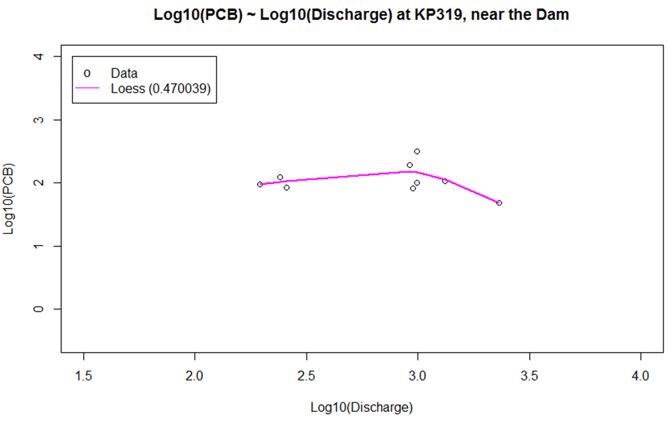 Log10(PCB) ~ Log10(Discharge) at KP319, near the Dam
Data
Loess (0.470039)
4
3
2
1
0
Log10(PCB)
1.5 2.0 2.5 3.0 3.5 4.0
Log10(Discharge)